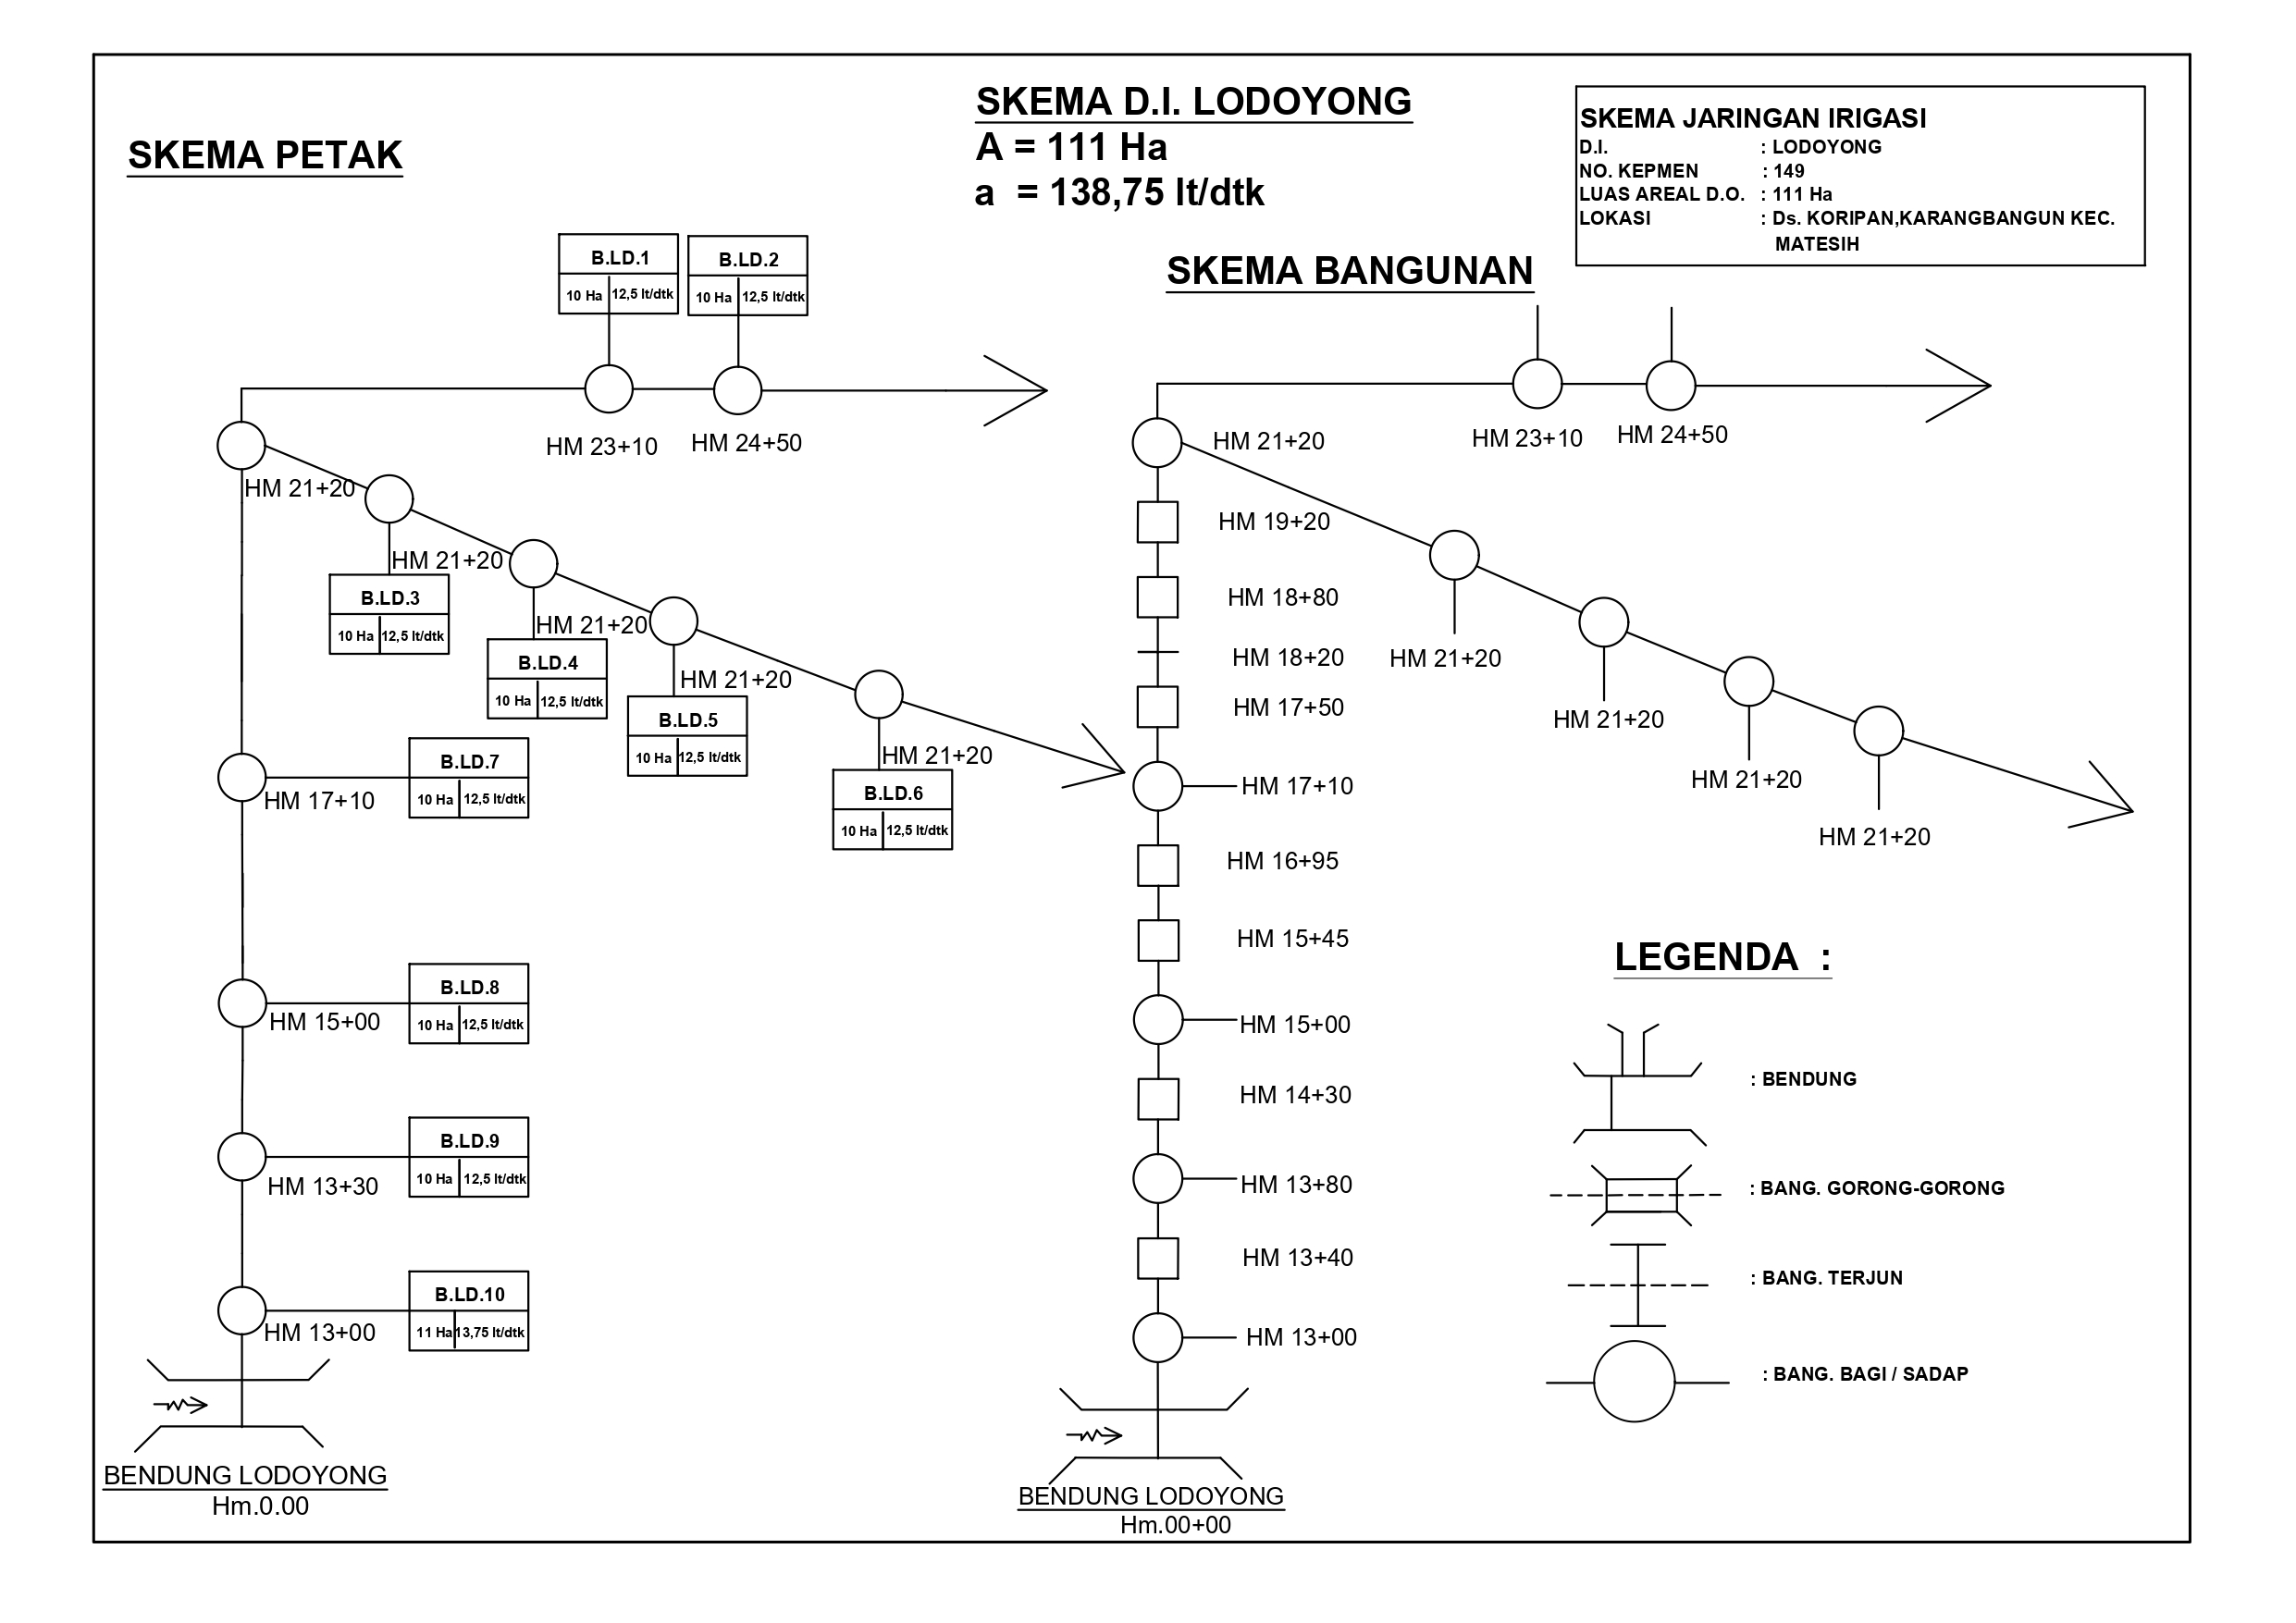 SKEMA D.I. LODOYONG
A = 111 Ha
a = 138,75 lt/dtk
SKEMA JARINGAN IRIGASI
D.I. : LODOYONG
NO. KEPMEN : 149
LUAS AREAL D.O. : 111 Ha
LOKASI : Ds. KORIPAN,KARANGBANGUN KEC.
MATESIH
SKEMA PETAK
B.LD.1
10 Ha 12,5 lt/dtk
B.LD.2
10 Ha 12,5 lt/dtk
HM 23+10
HM 24+50
HM 21+20
HM 21+20
B.LD.3
10 Ha 12,5 lt/dtk
HM 21+20
B.LD.4
10 Ha 12,5 lt/dtk
HM 21+20
B.LD.5
10 Ha 12,5 lt/dtk
HM 21+20
B.LD.6
10 Ha 12,5 lt/dtk
B.LD.7
10 Ha 12,5 lt/dtk
HM 17+10
B.LD.8
10 Ha 12,5 lt/dtk
HM 15+00
B.LD.9
10 Ha 12,5 lt/dtk
HM 13+30
B.LD.10
11 Ha 13,75 lt/dtk
HM 13+00
BENDUNG LODOYONG
Hm.0.00
SKEMA BANGUNAN
HM 23+10
HM 24+50
HM 21+20
HM 19+20
HM 18+80
HM 18+20
HM 17+50
HM 17+10
HM 16+95
HM 15+45
HM 15+00
HM 14+30
HM 13+80
HM 13+40
HM 13+00
HM 21+20
HM 21+20
HM 21+20
HM 21+20
BENDUNG LODOYONG
Hm.00+00
LEGENDA :
: BENDUNG
: BANG. GORONG-GORONG
: BANG. TERJUN
: BANG. BAGI / SADAP